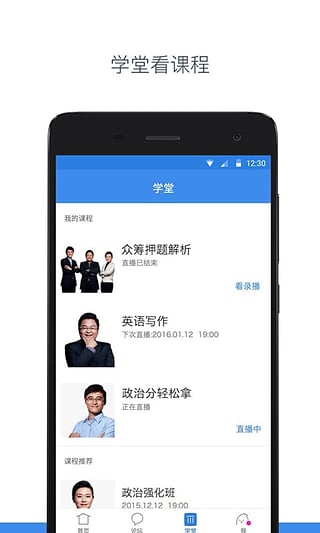 学堂看课程
12:30
学堂
我的课程
众筹押题解析
直播已结束
看录播
英语写作
下次直播:2016.01.12 19:00
政治分轻松拿
正在直播
直播中
课程推荐
政治强化班
2015.12.12 19:00
首页
论坛
学堂
我